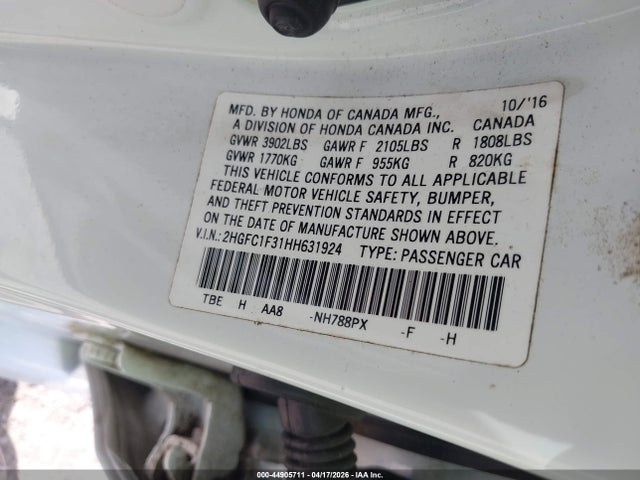 MFD. BY HONDA OF CANADA MFG., 10/'16
A DIVISION OF HONDA CANADA INC. CANADA
GVWR 3902LBS GAWR F 2105LBS R 1808LBS
GVWR 1770KG GAWR F 955KG R 820KG
THIS VEHICLE CONFORMS TO ALL APPLICABLE
FEDERAL MOTOR VEHICLE SAFETY, BUMPER,
AND THEFT PREVENTION STANDARDS IN EFFECT
ON THE DATE OF MANUFACTURE SHOWN ABOVE.
V.I.N.: 2HGFC1F31HH631924 TYPE: PASSENGER CAR
TBE H AA8 -NH788PX -F -H
000-44905711 - 04/17/2026 - IAA Inc.